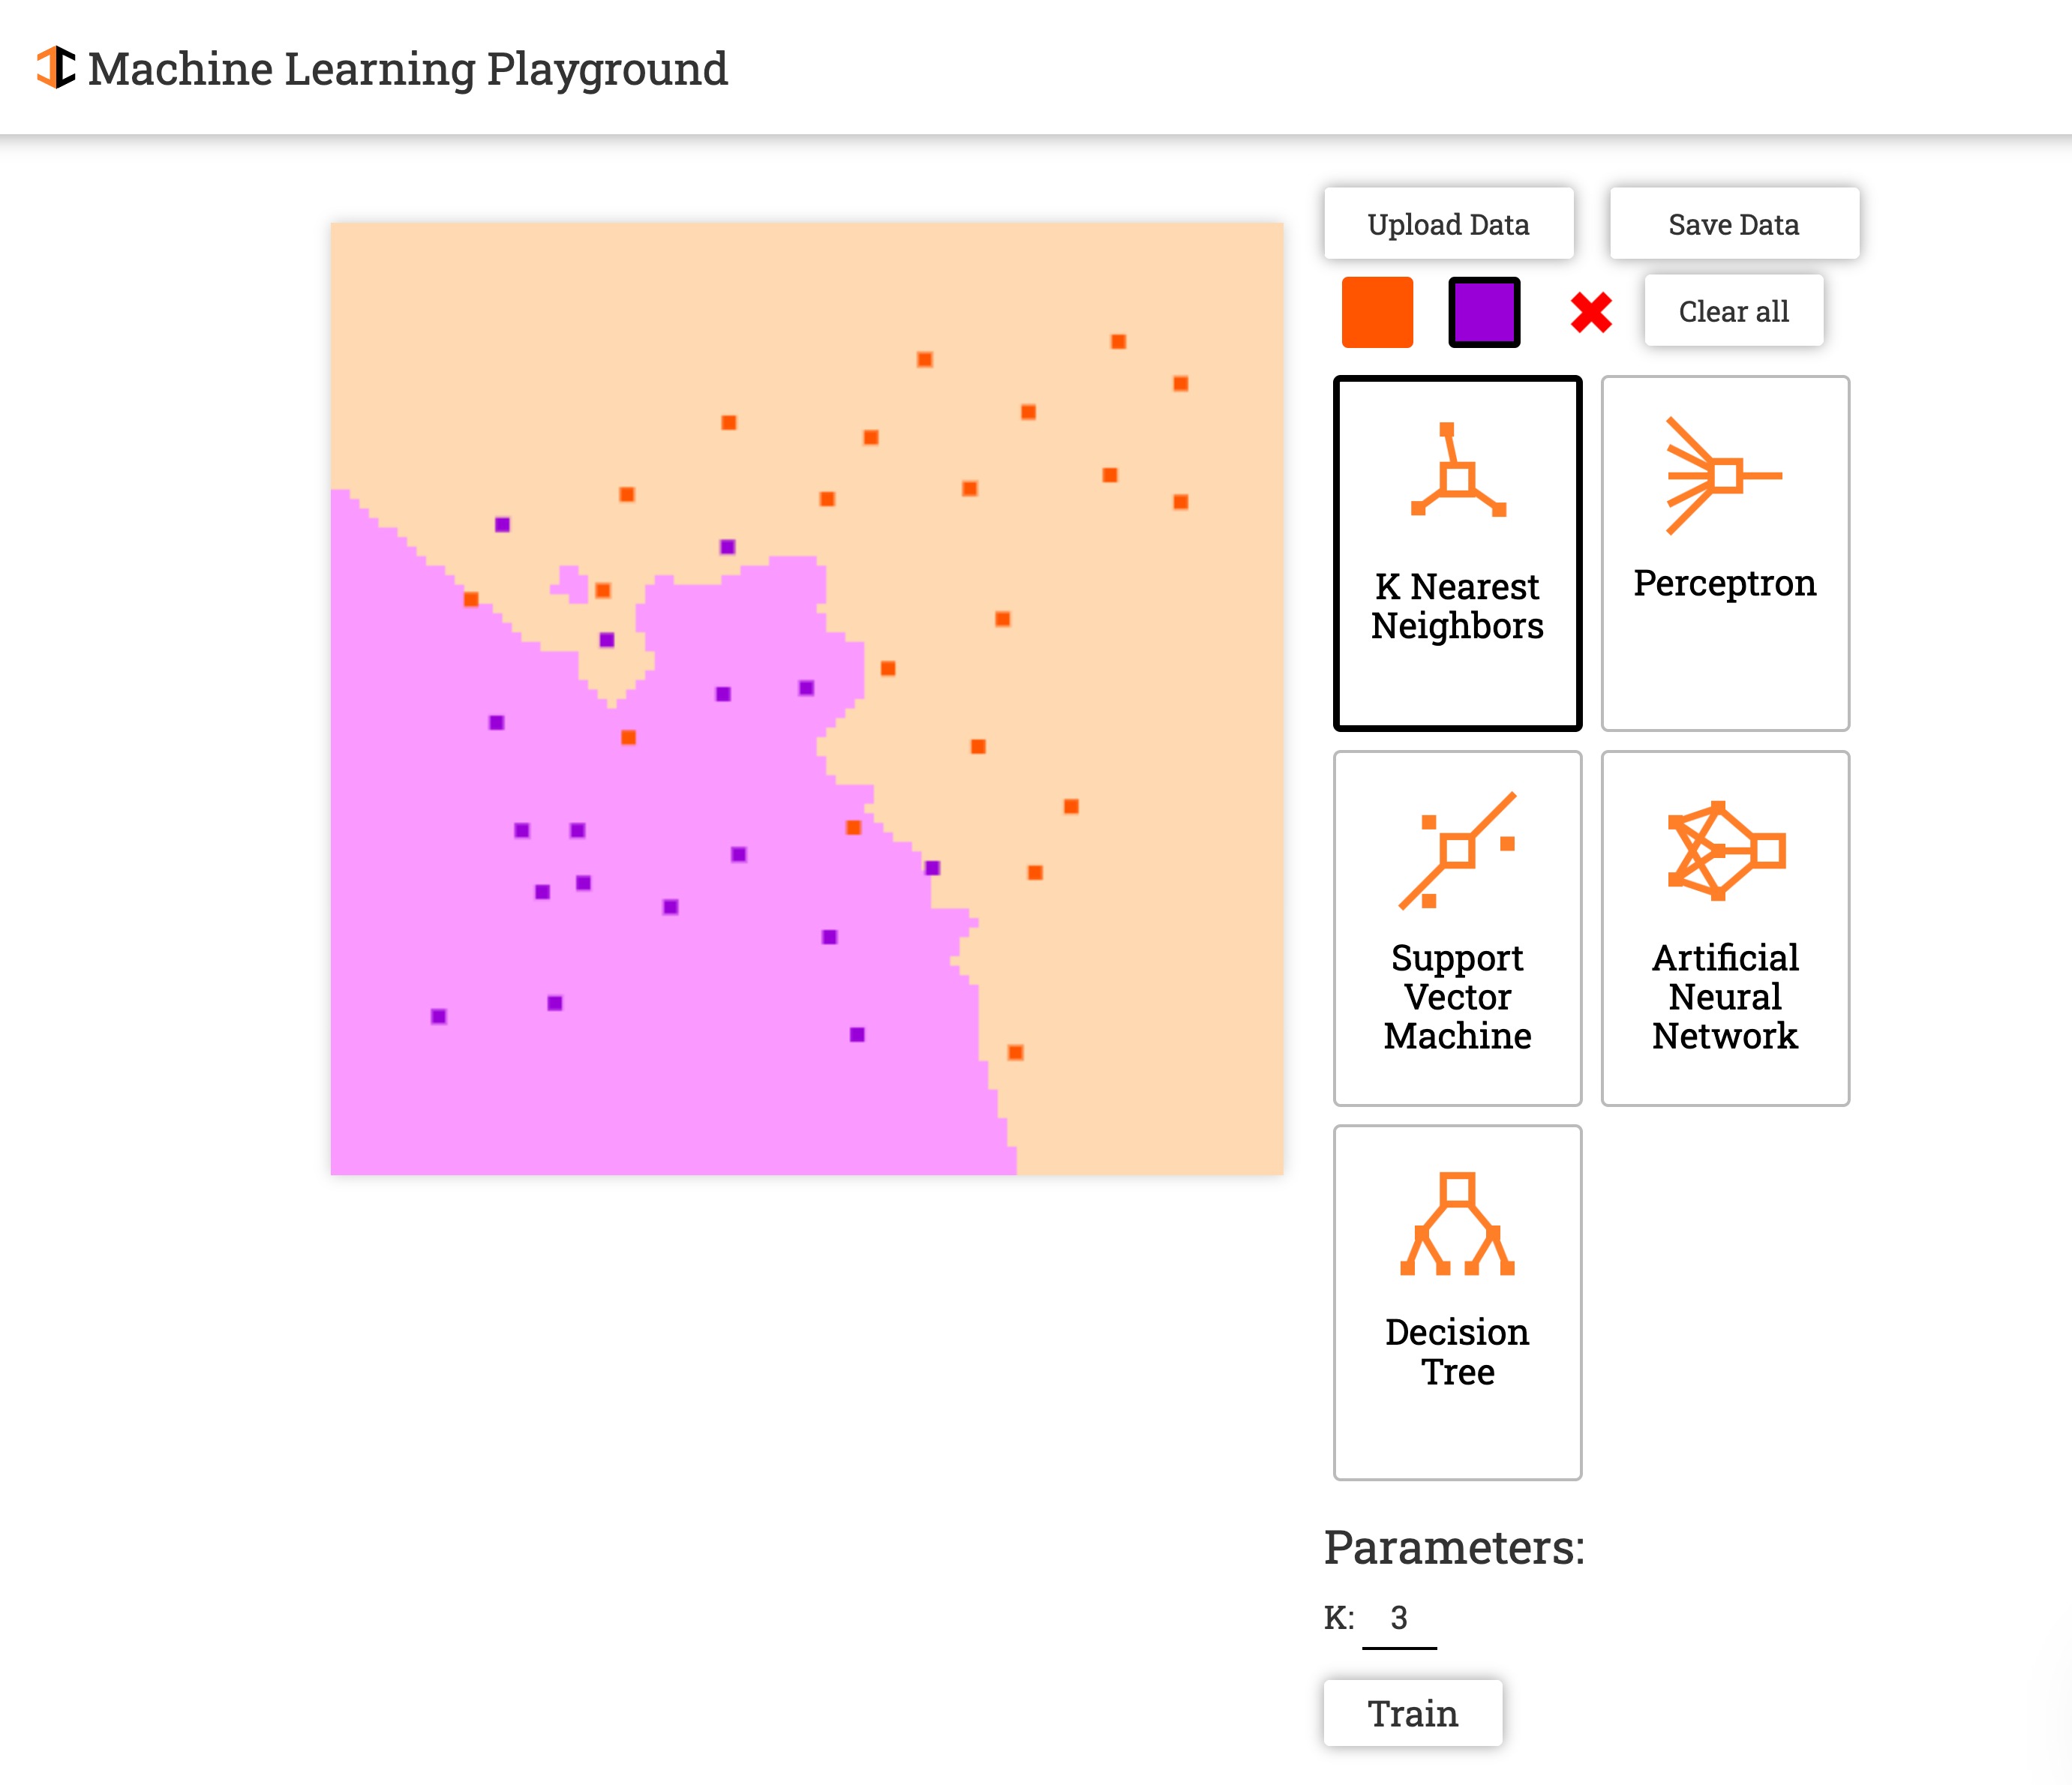 Machine Learning Playground
Upload Data
Save Data
Clear all
K Nearest
Neighbors
Perceptron
Support
Vector
Machine
Artificial
Neural
Network
Decision
Tree
Parameters:
K: 3
Train